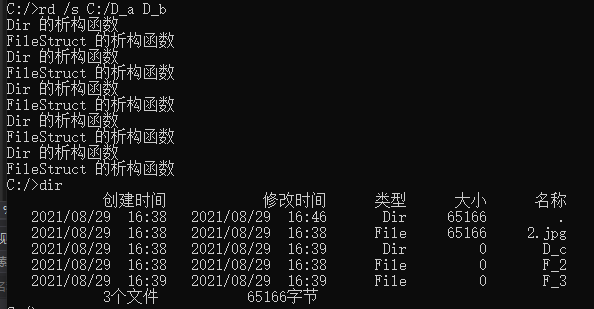 C:/>rd /s C:/D_a D_b
Dir 的析构函数
FileStruct 的析构函数
Dir 的析构函数
FileStruct 的析构函数
Dir 的析构函数
FileStruct 的析构函数
Dir 的析构函数
FileStruct 的析构函数
Dir 的析构函数
FileStruct 的析构函数
C:/>dir
创建时间 修改时间 类型 大小 名称
2021/08/29 16:38 2021/08/29 16:46 Dir 65166 .
2021/08/29 16:38 2021/08/29 16:38 File 65166 2.jpg
2021/08/29 16:38 2021/08/29 16:39 Dir 0 D_c
2021/08/29 16:38 2021/08/29 16:38 File 0 F_2
2021/08/29 16:39 2021/08/29 16:39 File 0 F_3
3个文件 65166字节